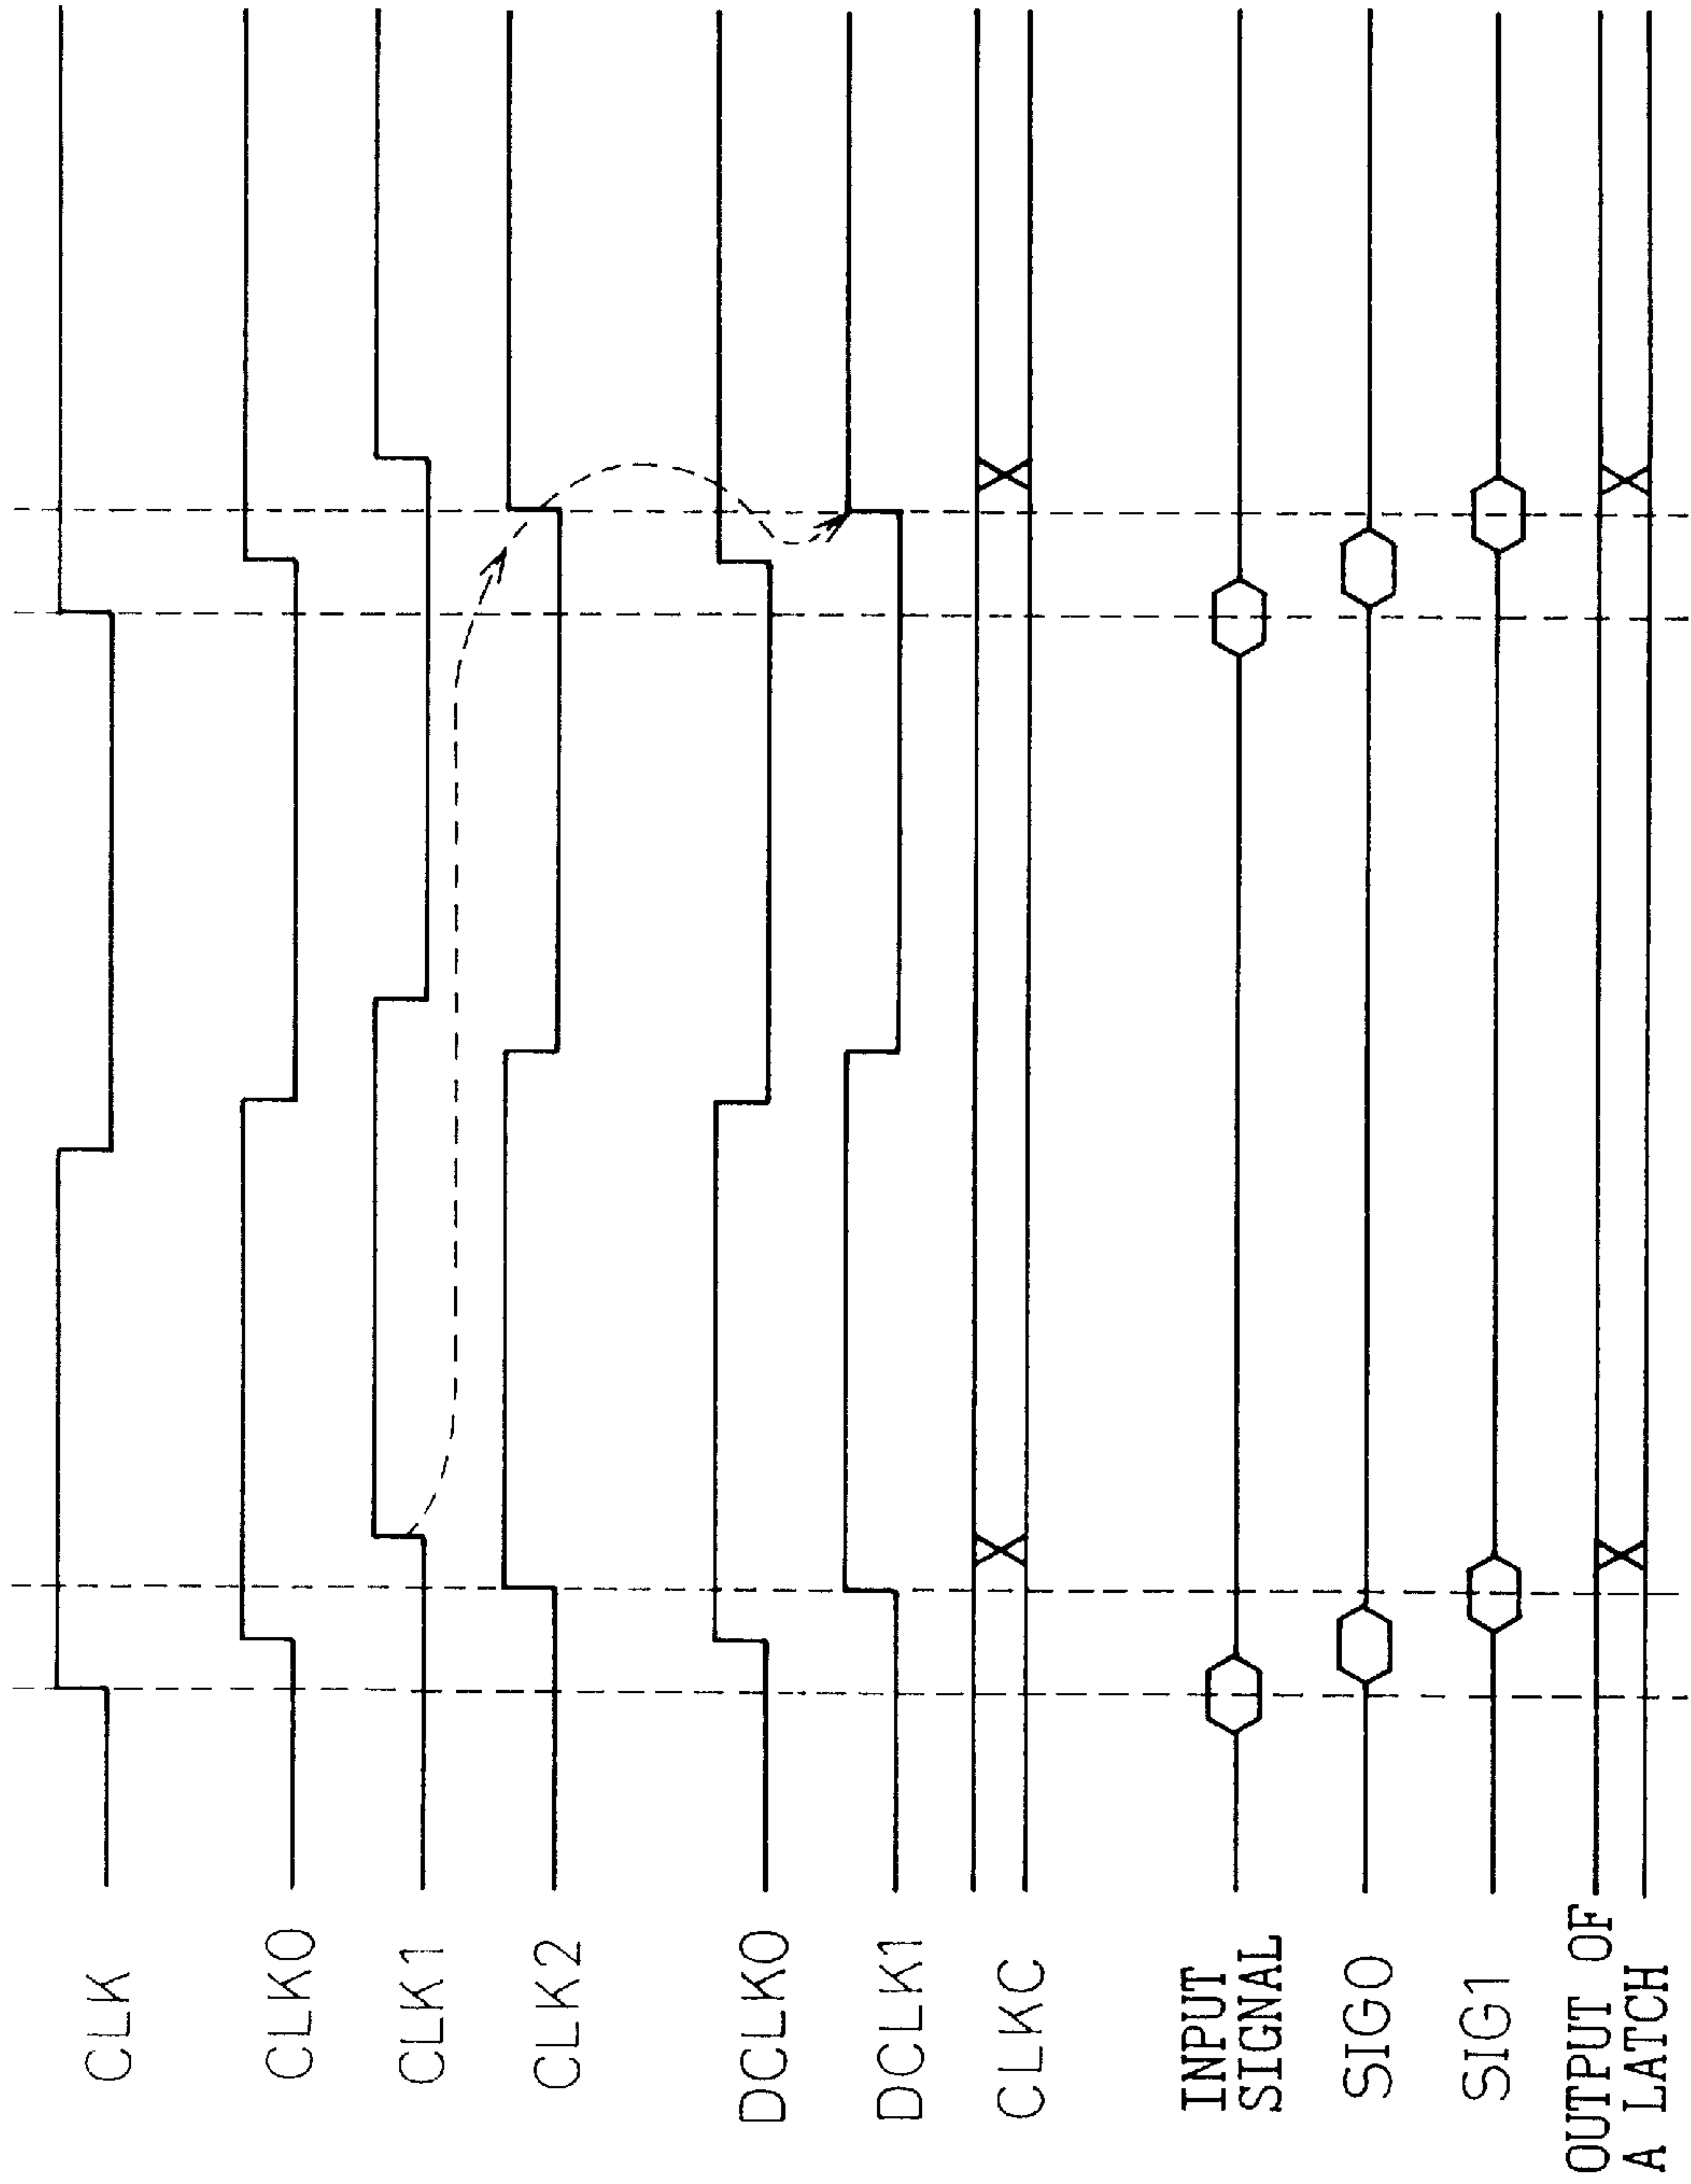 CLK
CLK0
CLK1
CLK2
DCLK0
DCLK1
CLKC
INPUT
SIGNAL
SIG0
SIG1
OUTPUT OF
A LATCH